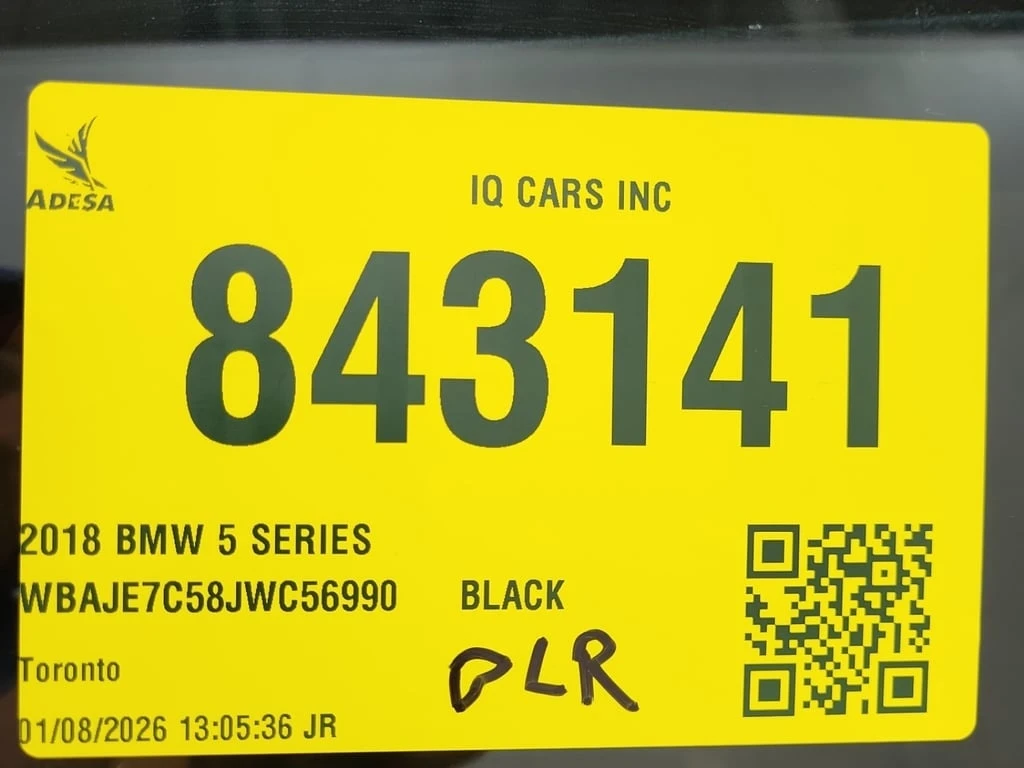 ADESA
IQ CARS INC
843141
2018 BMW 5 SERIES
WBAJE7C58JWC56990 BLACK
DLR
Toronto
01/08/2026 13:05:36 JR